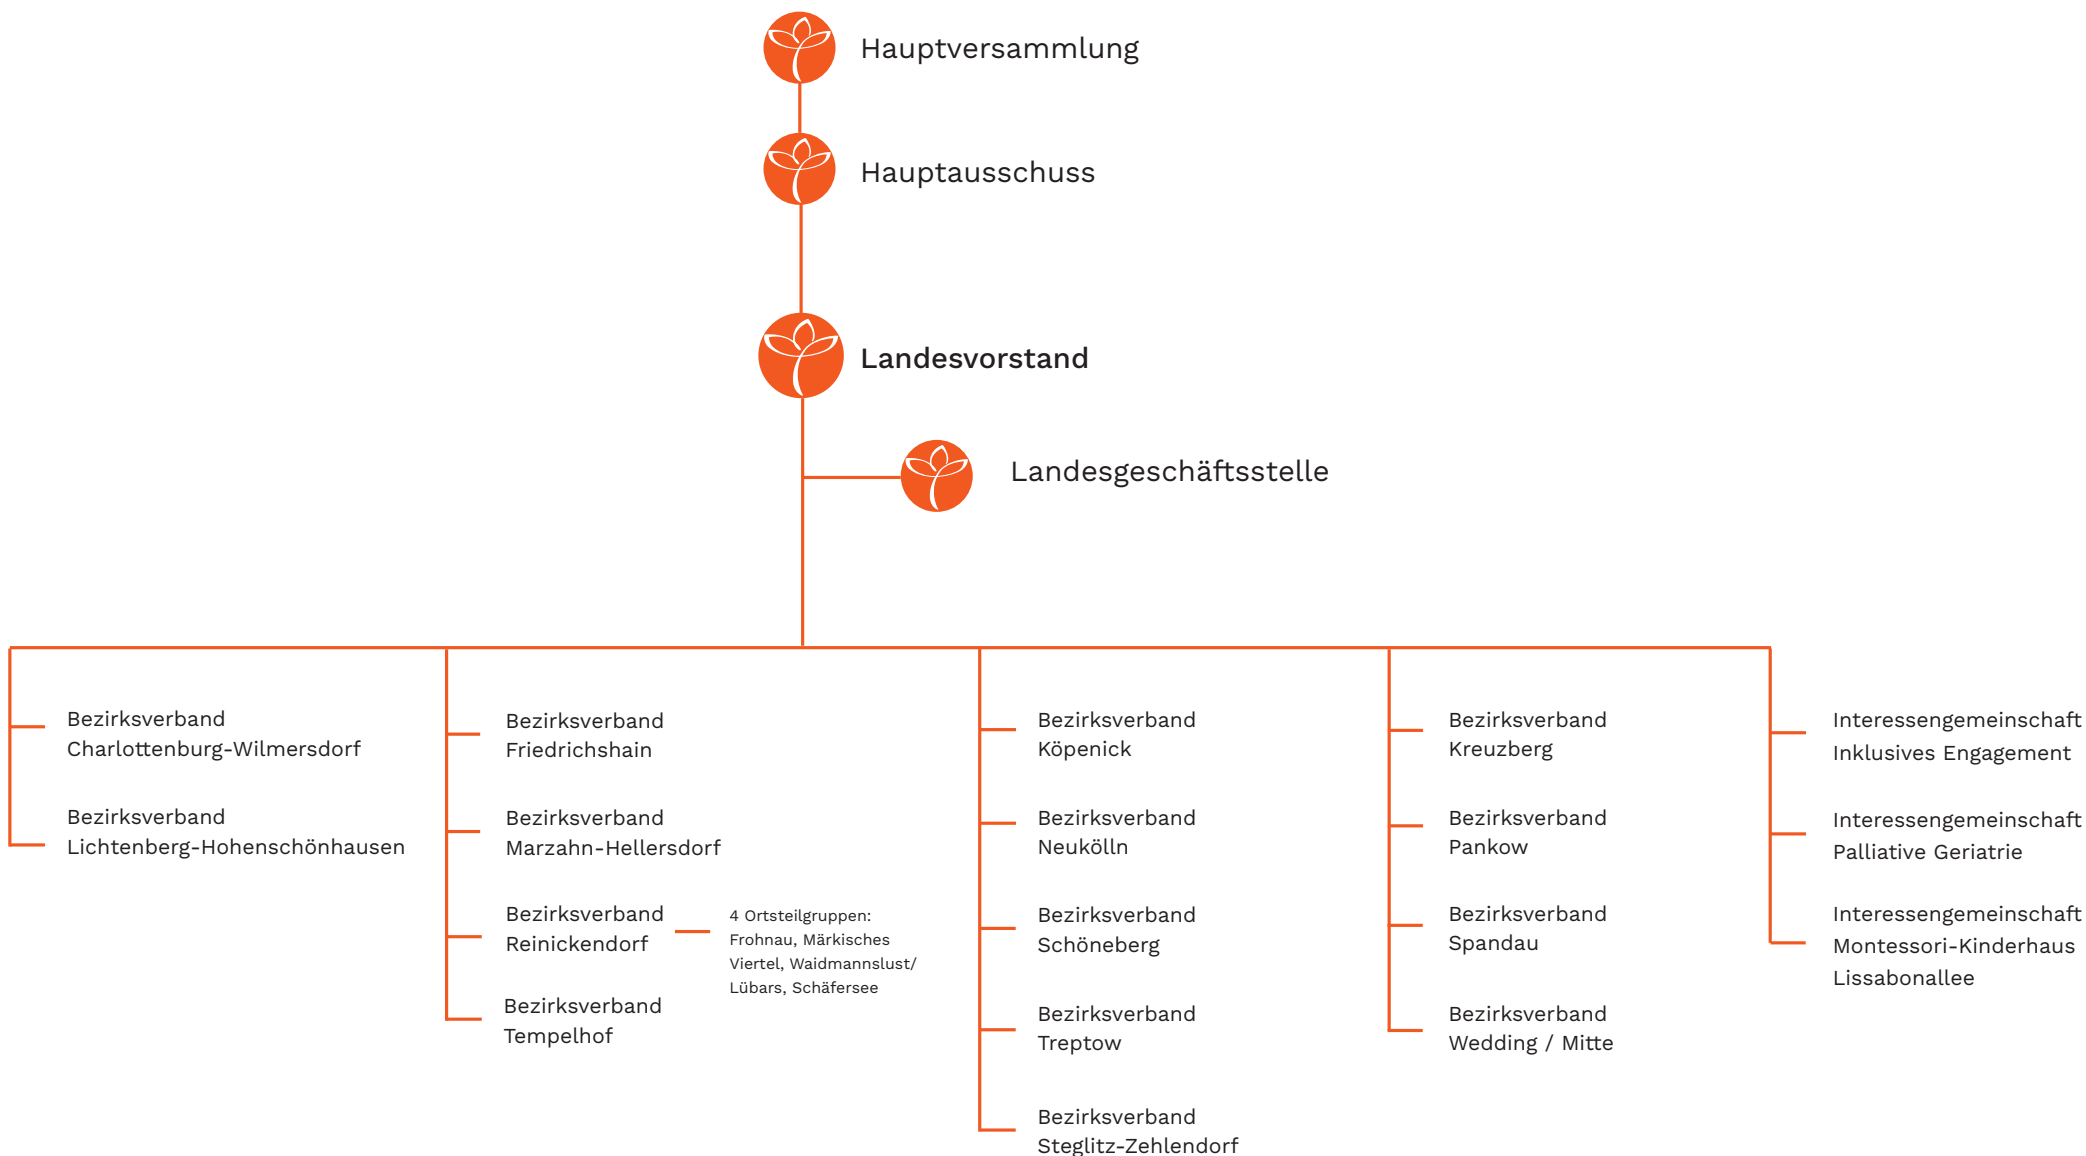 Hauptversammlung
Hauptausschuss
Landesvorstand
Landesgeschäftsstelle
Bezirksverband
Charlottenburg-Wilmersdorf
Bezirksverband
Lichtenberg-Hohenschönhausen
Bezirksverband
Friedrichshain
Bezirksverband
Marzahn-Hellersdorf
Bezirksverband
Reinickendorf
4 Ortsteilgruppen:
Frohnau, Märkisches
Viertel, Waidmannslust/
Lübars, Schäfersee
Bezirksverband
Tempelhof
Bezirksverband
Köpenick
Bezirksverband
Neukölln
Bezirksverband
Schöneberg
Bezirksverband
Treptow
Bezirksverband
Steglitz-Zehlendorf
Bezirksverband
Kreuzberg
Bezirksverband
Pankow
Bezirksverband
Spandau
Bezirksverband
Wedding / Mitte
Interessengemeinschaft
Inklusives Engagement
Interessengemeinschaft
Palliative Geriatrie
Interessengemeinschaft
Montessori-Kinderhaus
Lissabonallee